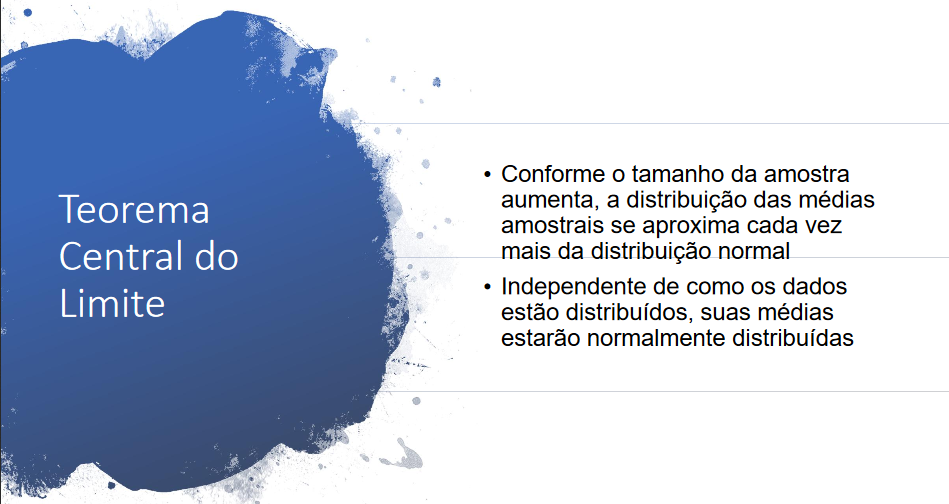 Teorema
Central do
Limite
• Conforme o tamanho da amostra
aumenta, a distribuição das médias
amostrais se aproxima cada vez
mais da distribuição normal
• Independente de como os dados
estão distribuídos, suas médias
estarão normalmente distribuídas